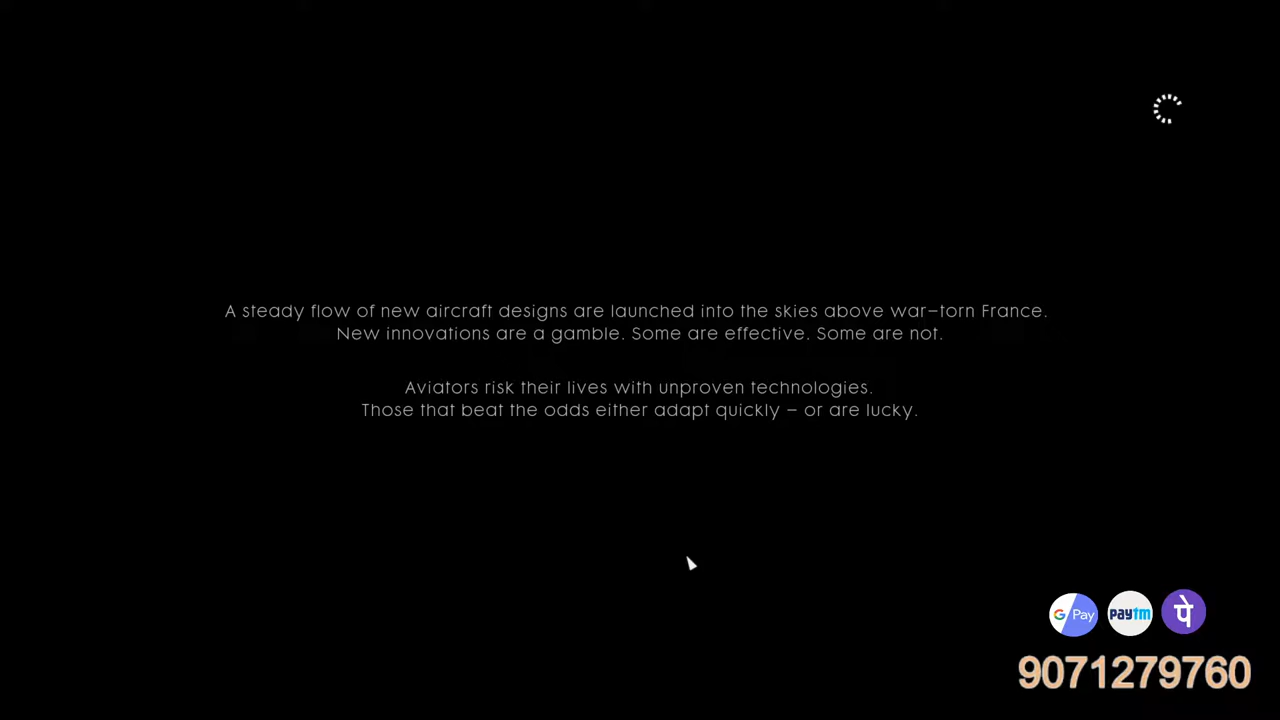 A steady flow of new aircraft designs are launched into the skies above war-torn France.
New innovations are a gamble. Some are effective. Some are not.
Aviators risk their lives with unproven technologies.
Those that beat the odds either adapt quickly - or are lucky.
G Pay paytm पे
9071279760